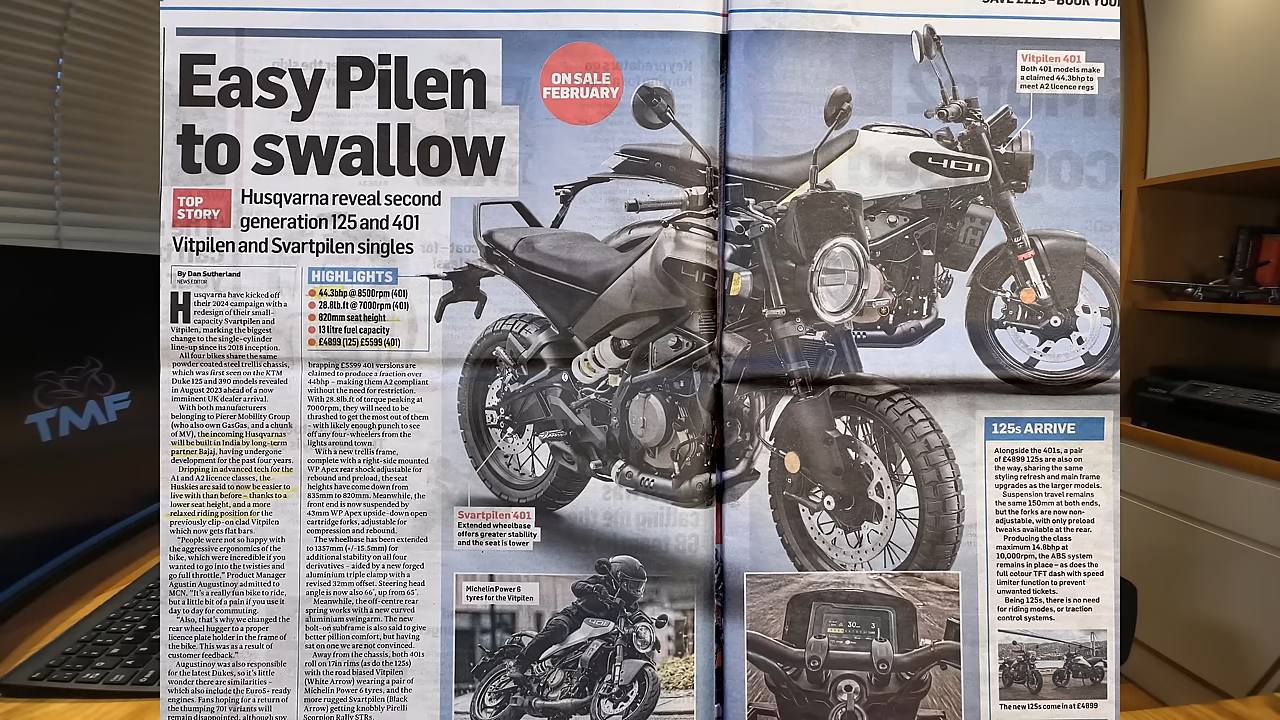 SAVE £££s – BOOK YOU
Easy Pilen
to swallow
ON SALE
FEBRUARY
TOP
STORY
Husqvarna reveal second
generation 125 and 401
Vitpilen and Svartpilen singles
By Dan Sutherland
NEWS EDITOR
Husqvarna have kicked off
their 2024 campaign with a
redesign of their small-
capacity Svartpilen and
Vitpilen, marking the biggest
change to the single-cylinder
line-up since its 2018 inception.
All four bikes share the same
powder coated steel trellis chassis,
which was first seen on the KTM
Duke 125 and 390 models revealed
in August 2023 ahead of a now
imminent UK dealer arrival.
With both manufacturers
belonging to Pierer Mobility Group
(who also own GasGas, and a chunk
of MV), the incoming Husqvarnas
will be built in India by long-term
partner Bajaj, having undergone
development for the past four years.
Dripping in advanced tech for the
A1 and A2 licence classes, the
Huskies are said to now be easier to
live with than before – thanks to a
lower seat height, and a more
relaxed riding position for the
previously clip-on clad Vitpilen
which now gets flat bars.
"People were not so happy with
the aggressive ergonomics of the
bike, which were incredible if you
wanted to go into the twisties and
go full throttle," Product Manager
Agustin Augustinoy admitted to
MCN. "It's a really fun bike to ride,
but a little bit of a pain if you use it
day to day for commuting.
"Also, that's why we changed the
rear wheel hugger to a proper
licence plate holder in the frame of
the bike. This was as a result of
customer feedback."
Augustinoy was also responsible
for the latest Dukes, so it's little
wonder there are similarities –
which also include the Euro5+ ready
engines. Fans hoping for a return of
the thumping 701 variants will
remain disappointed, although
HIGHLIGHTS
44.3bhp @ 8500rpm (401)
28.8lb.ft @ 7000rpm (401)
820mm seat height
13 litre fuel capacity
£4899 (125) £5599 (401)
brapping £5599 401 versions are
claimed to produce a fraction over
44bhp – making them A2 compliant
without the need for restriction.
With 28.8lb.ft of torque peaking at
7000rpm, they will need to be
thrashed to get the most out of them
– with likely enough punch to see
off any four-wheelers from the
lights around town.
With a new trellis frame,
complete with a right-side mounted
WP Apex rear shock adjustable for
rebound and preload, the seat
heights have come down from
835mm to 820mm. Meanwhile, the
front end is now suspended by
43mm WP Apex upside-down open
cartridge forks, adjustable for
compression and rebound.
The wheelbase has been extended
to 1357mm (+/-15.5mm) for
additional stability on all four
derivatives – aided by a new forged
aluminium triple clamp with a
revised 32mm offset. Steering head
angle is now also 66˚, up from 65˚.
Meanwhile, the off-centre rear
spring works with a new curved
aluminium swingarm. The new
bolt-on subframe is also said to give
better pillion comfort, but having
sat on one we are not convinced.
Away from the chassis, both 401s
roll on 17in rims (as do the 125s)
with the road biased Vitpilen
(White Arrow) wearing a pair of
Michelin Power 6 tyres, and the
more rugged Svartpilen (Black
Arrow) getting knobbly Pirelli
Scorpion Rally STRs.
Vitpilen 401
Both 401 models make
a claimed 44.3bhp to
meet A2 licence regs
401
Svartpilen 401
Extended wheelbase
offers greater stability
and the seat is lower
Michelin Power 6
tyres for the Vitpilen
401
30
3
125s ARRIVE
Alongside the 401s, a pair
of £4899 125s are also on
the way, sharing the same
styling refresh and main frame
upgrades as the larger models.
Suspension travel remains
the same 150mm at both ends,
but the forks are now non-
adjustable, with only preload
tweaks available at the rear.
Producing the class
maximum 14.8bhp at
10,000rpm, the ABS system
remains in place – as does the
full colour TFT dash with speed
limiter function to prevent
unwanted tickets.
Being 125s, there is no need
for riding modes, or traction
control systems.
The new 125s come in at £4899
TMF